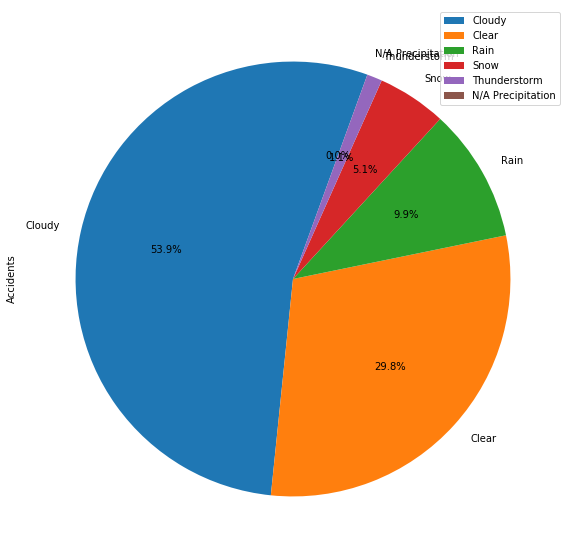 Cloudy
Clear
Rain
Snow
Thunderstorm
N/A Precipitation
N/A Precipitation
Thunderstorm
Snow
Rain
0.0%
1.1%
5.1%
9.9%
Cloudy
53.9%
Accidents
29.8%
Clear